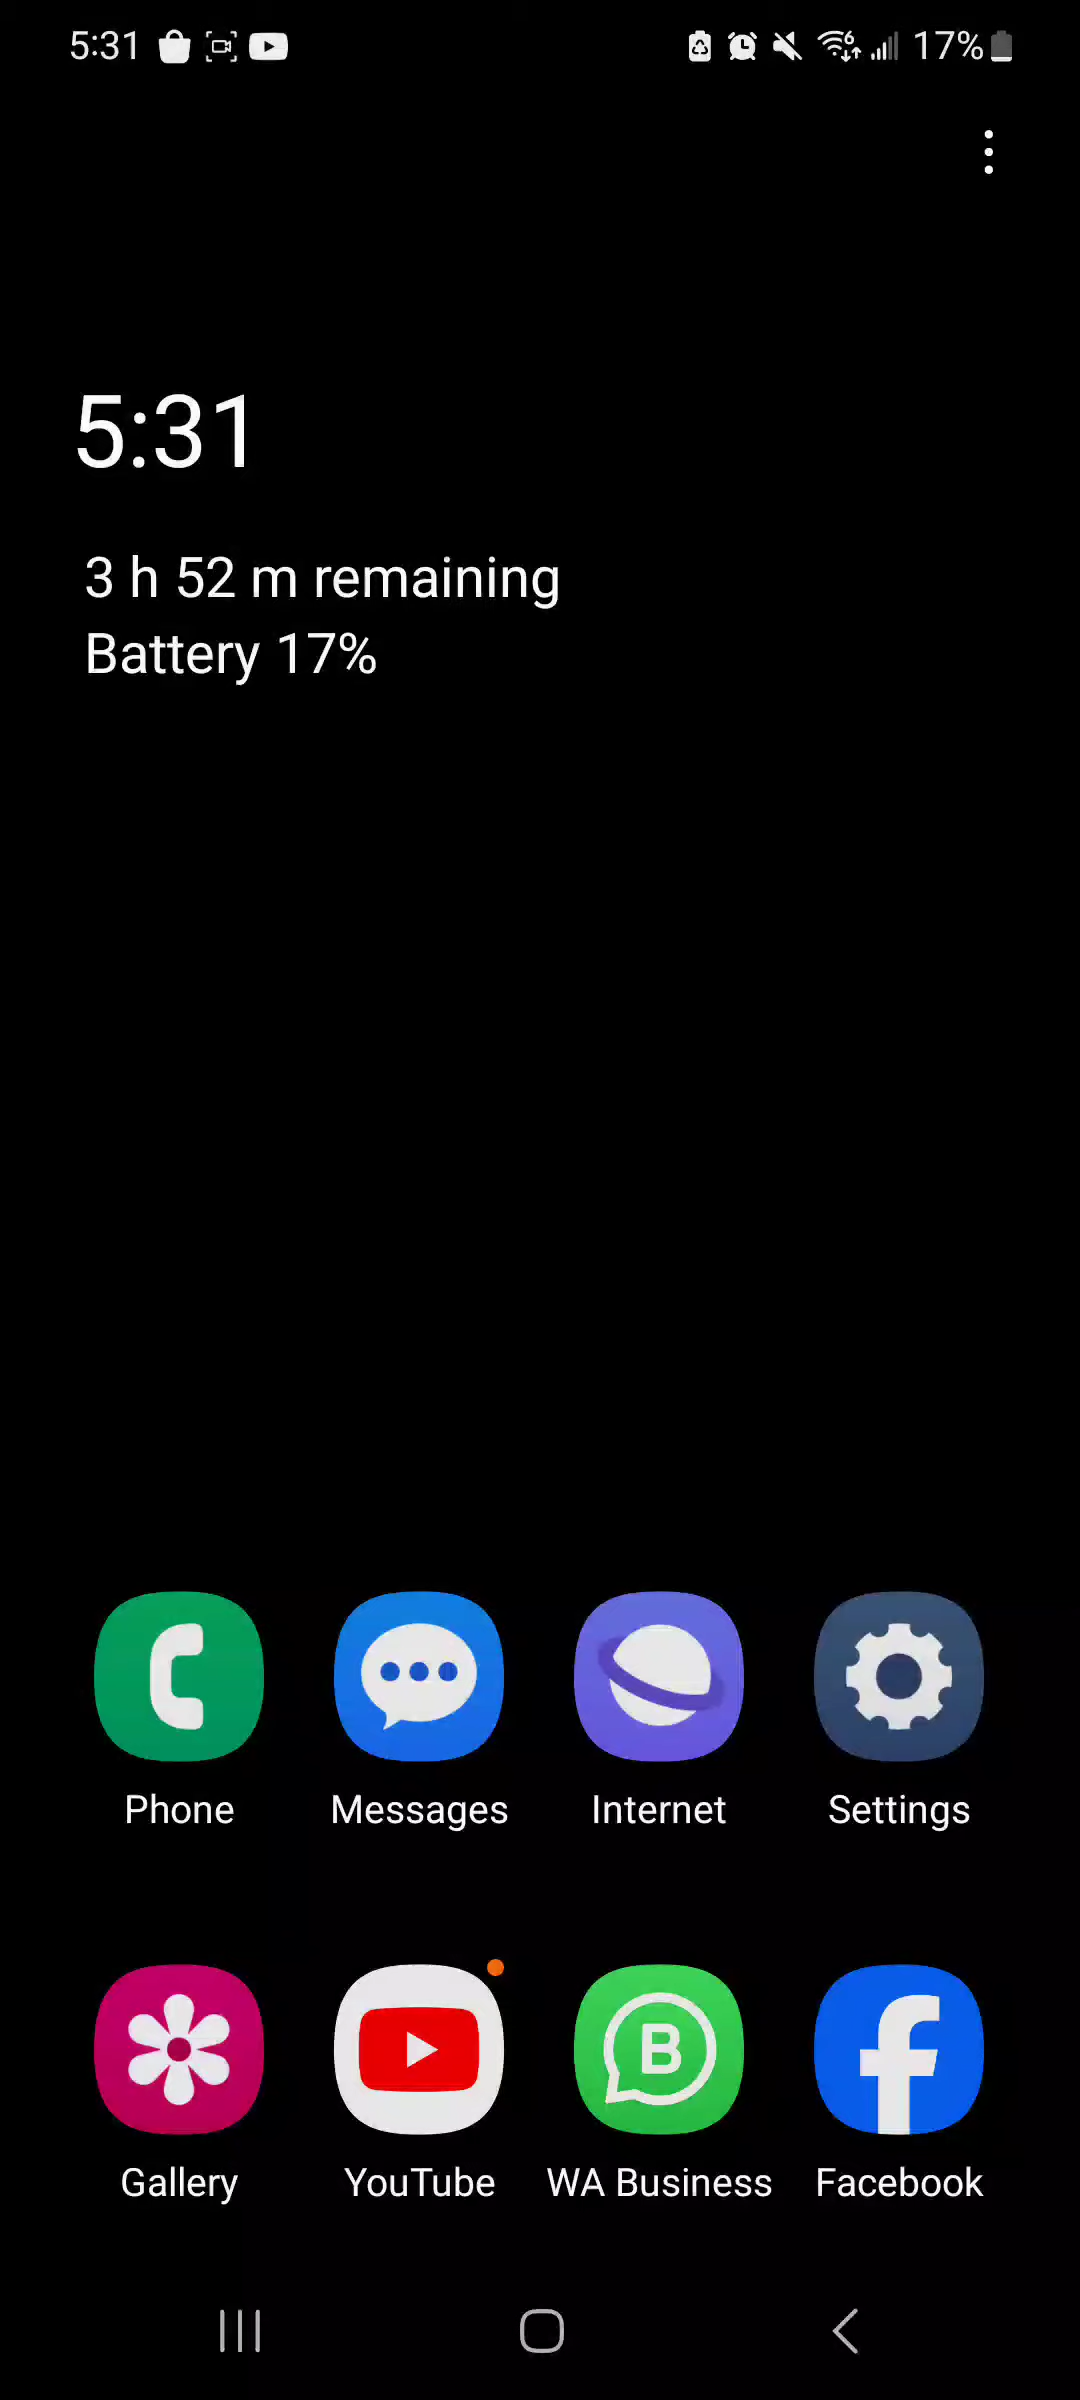 5:31 17%
5:31
3 h 52 m remaining
Battery 17%
Phone Messages Internet Settings
B
Gallery YouTube WA Business Facebook